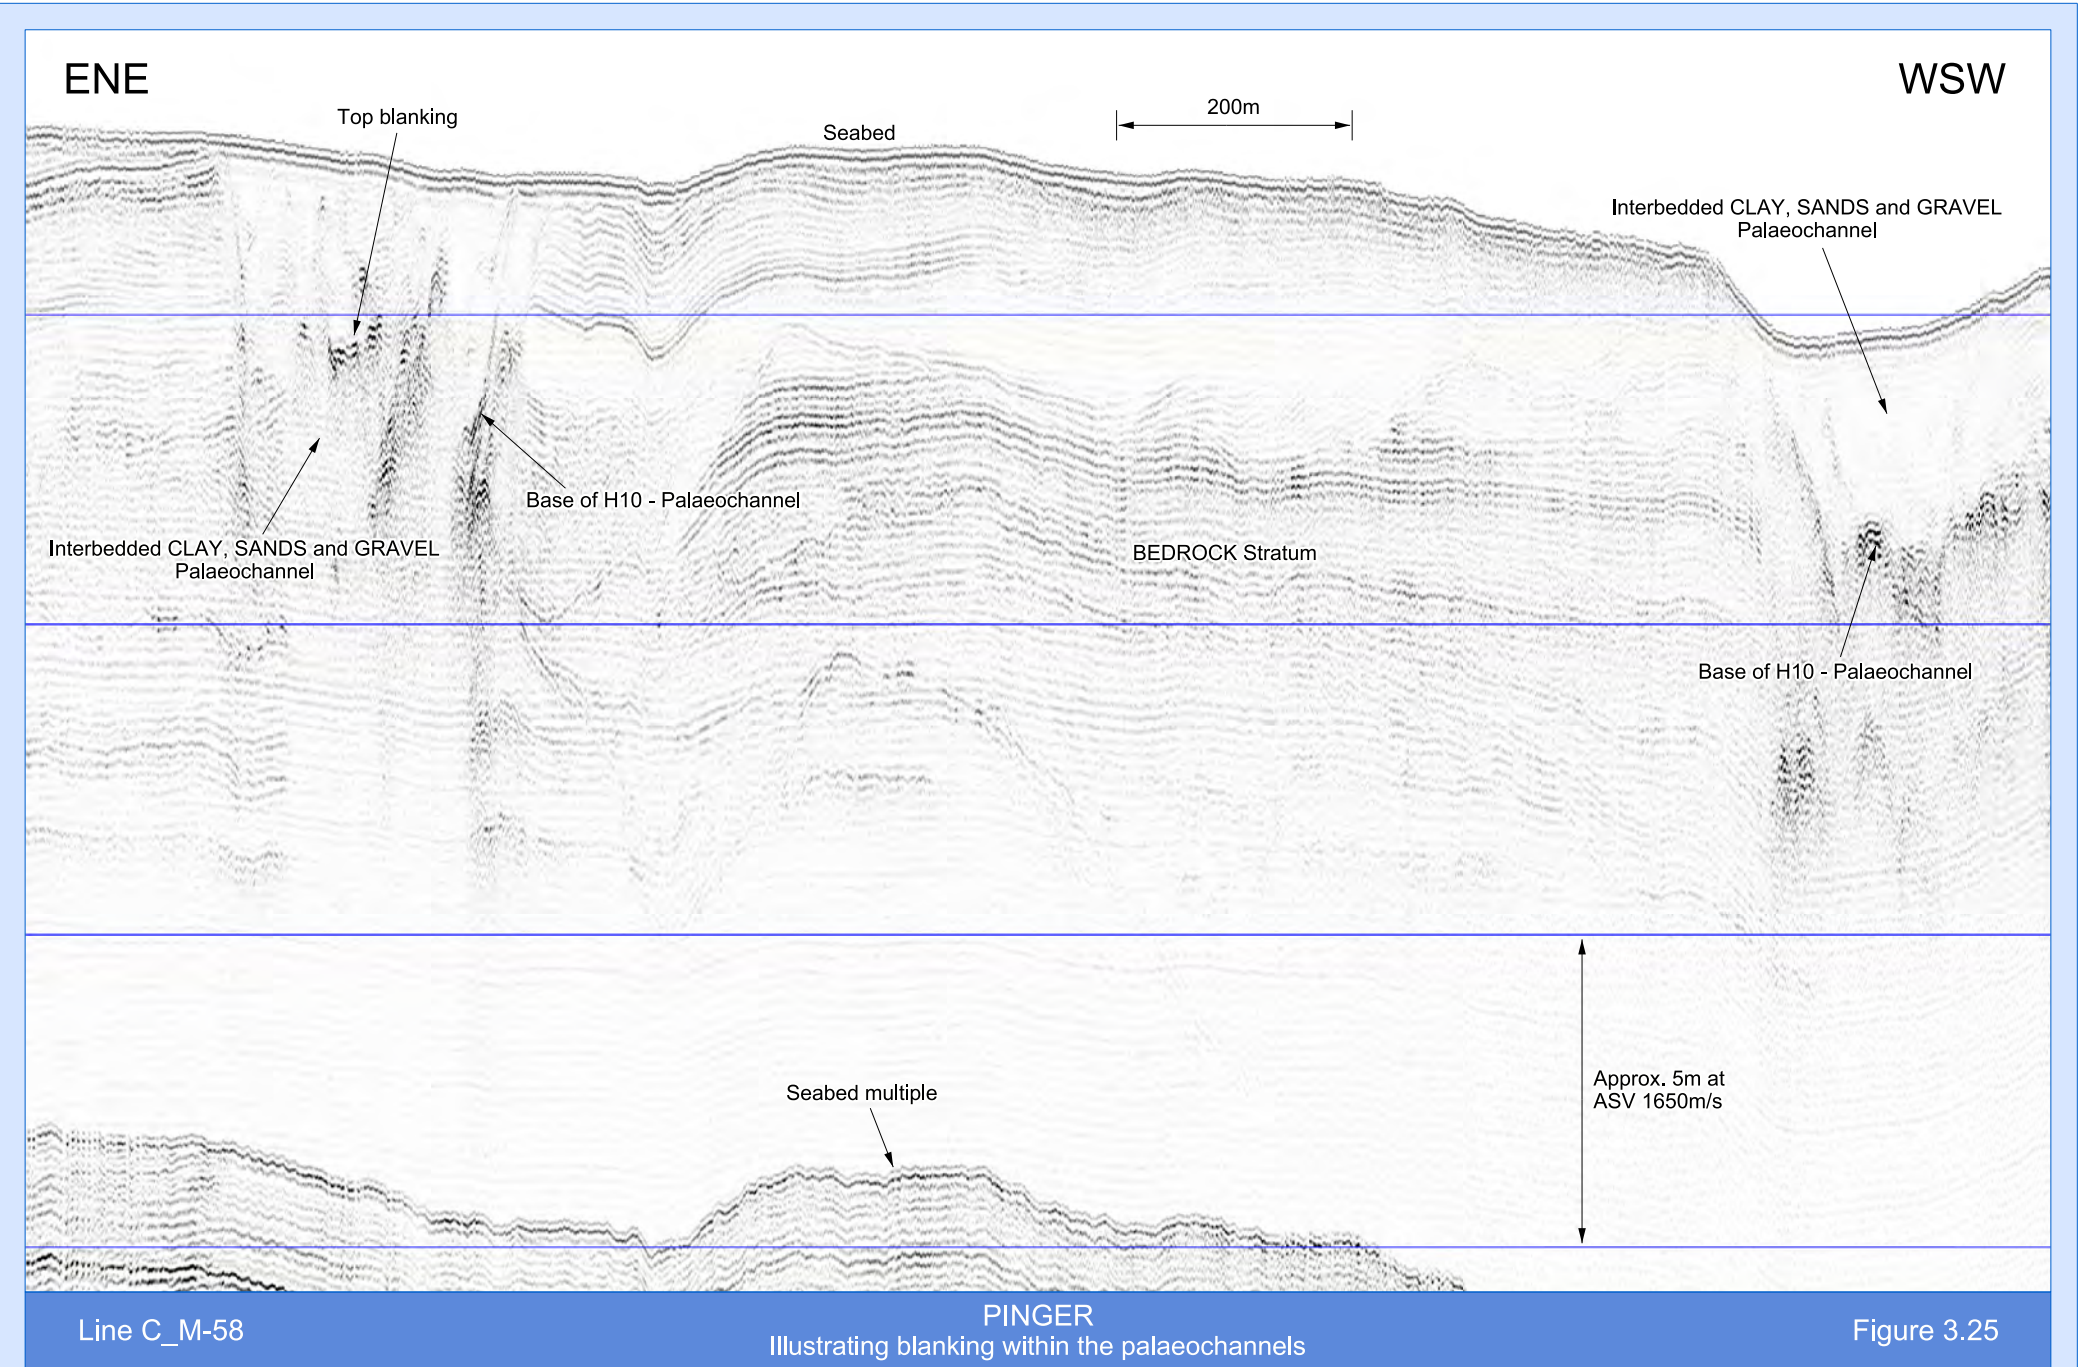 ENE
WSW
Top blanking
Seabed
200m
Interbedded CLAY, SANDS and GRAVEL
Palaeochannel
Base of H10 - Palaeochannel
Interbedded CLAY, SANDS and GRAVEL
Palaeochannel
BEDROCK Stratum
Base of H10 - Palaeochannel
Seabed multiple
Approx. 5m at
ASV 1650m/s
Line C_M-58
PINGER
Illustrating blanking within the palaeochannels
Figure 3.25